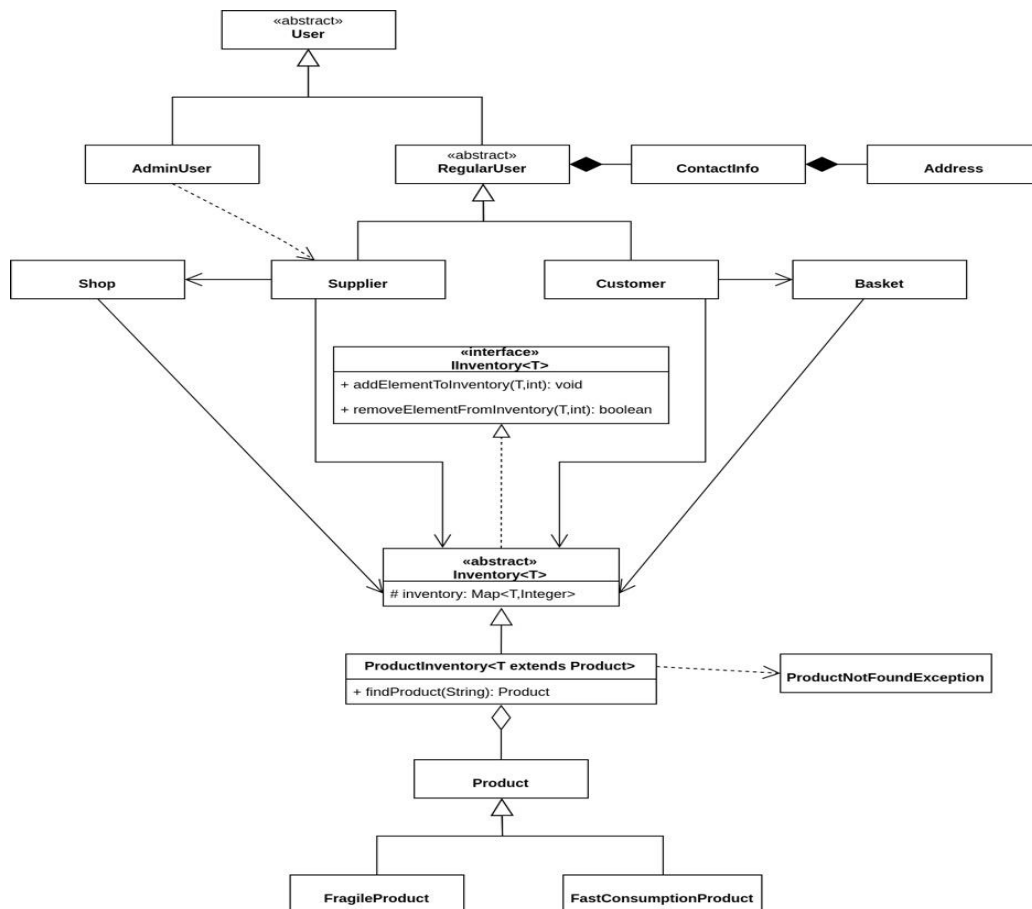 «abstract»
User
AdminUser
«abstract»
RegularUser
ContactInfo
Address
Shop
Supplier
Customer
Basket
«interface»
IInventory<T>
+ addElementToInventory(T,int): void
+ removeElementFromInventory(T,int): boolean
«abstract»
Inventory<T>
# inventory: Map<T,Integer>
ProductInventory<T extends Product>
+ findProduct(String): Product
ProductNotFoundException
Product
FragileProduct
FastConsumptionProduct